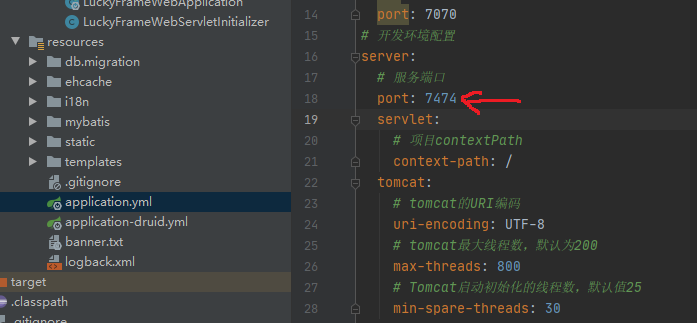 LuckyFrameWebApplication
LuckyFrameWebServletInitializer
resources
db.migration
ehcache
i18n
mybatis
static
templates
.gitignore
application.yml
application-druid.yml
banner.txt
logback.xml
target
.classpath
.gitignore
14 port: 7070
15 # 开发环境配置
16 server:
17 # 服务端口
18 port: 7474
19 servlet:
20 # 项目contextPath
21 context-path: /
22 tomcat:
23 # tomcat的URI编码
24 uri-encoding: UTF-8
25 # tomcat最大线程数，默认为200
26 max-threads: 800
27 # Tomcat启动初始化的线程数，默认值25
28 min-spare-threads: 30